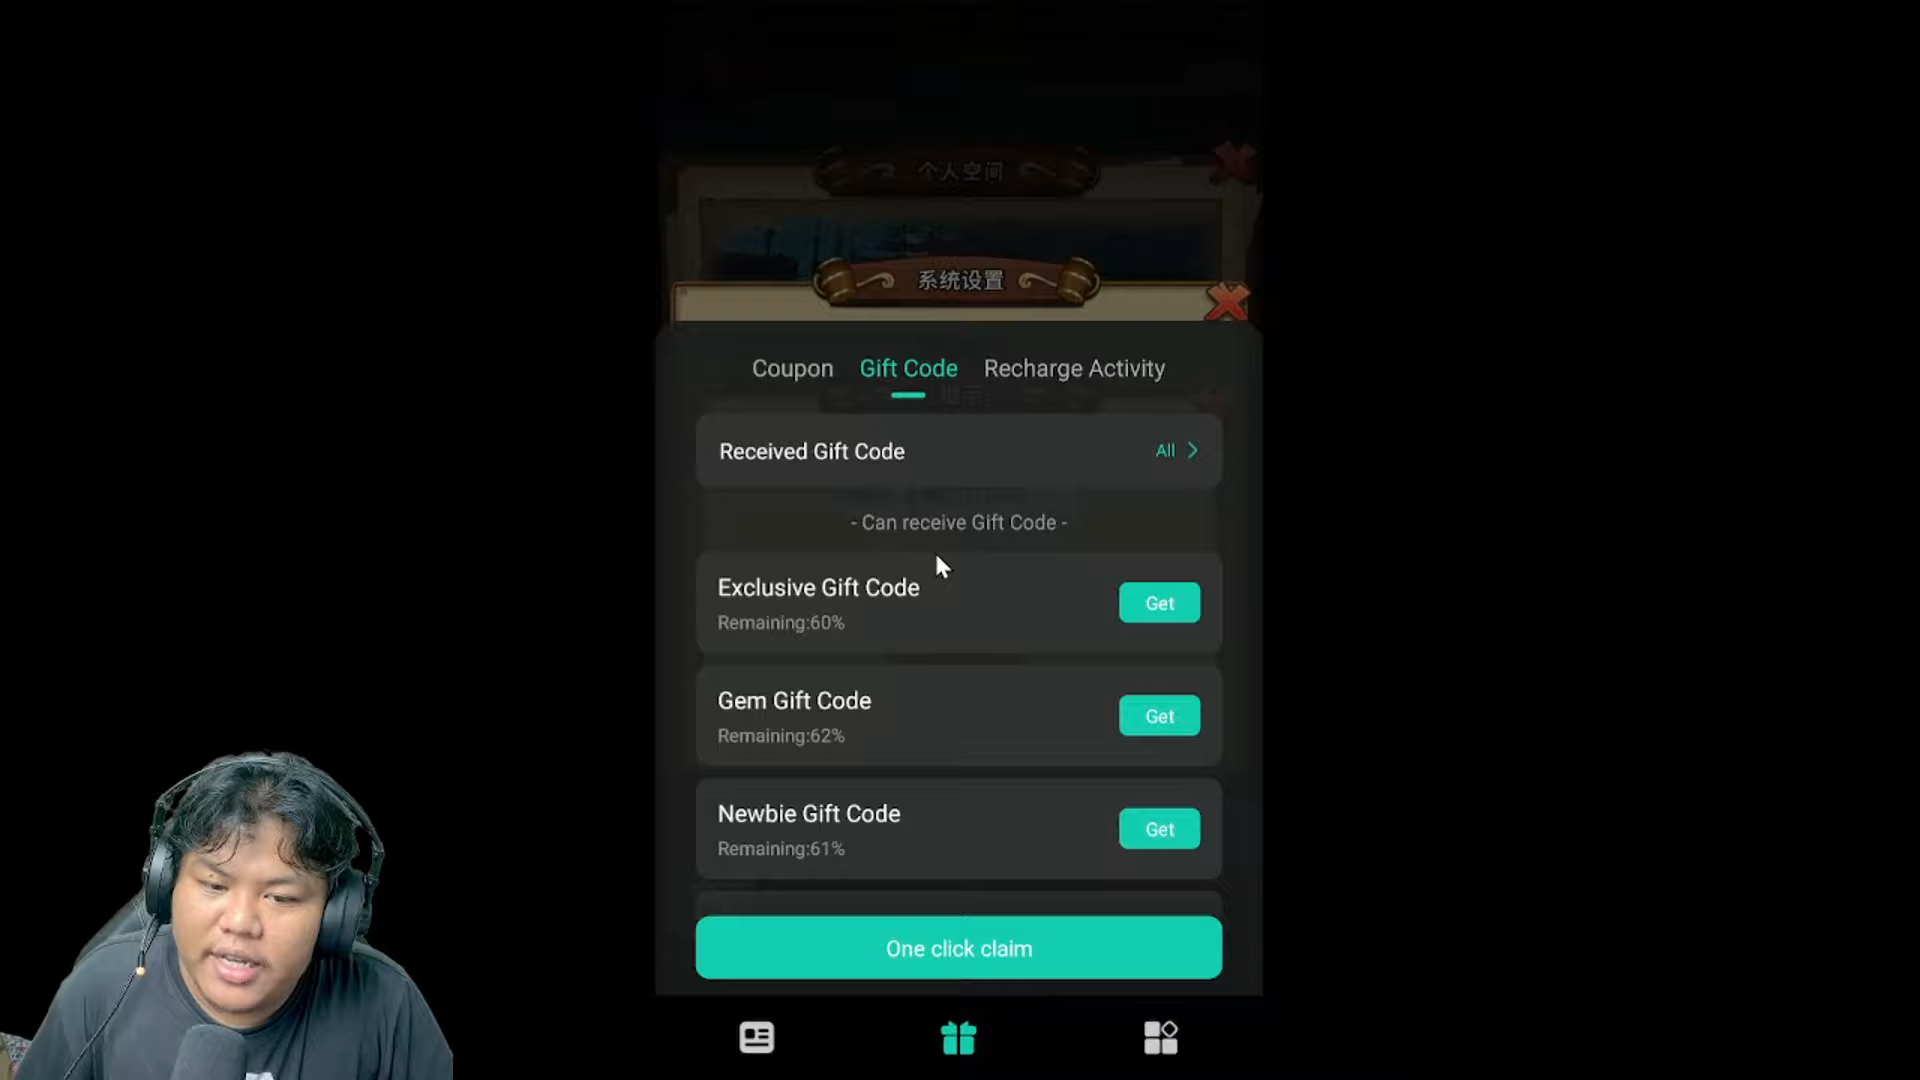 个人空间
系统设置
Coupon Gift Code Recharge Activity
Received Gift Code All
- Can receive Gift Code -
Exclusive Gift Code
Remaining:60%
Get
Gem Gift Code
Remaining:62%
Get
Newbie Gift Code
Remaining:61%
Get
One click claim